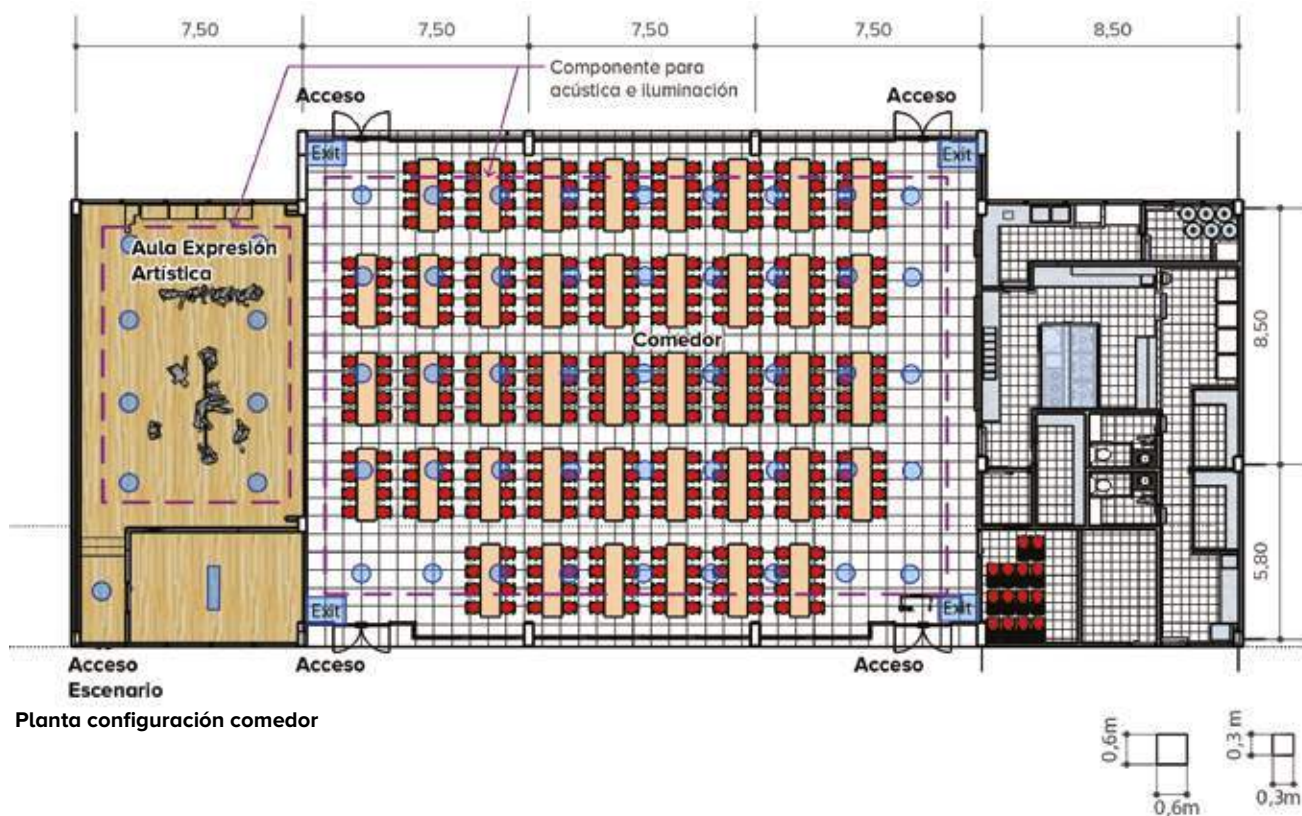 7,50
7,50
7,50
7,50
8,50
Componente para
acústica e iluminación
Acceso
Acceso
Exit
Exit
Aula Expresión
Artística
Comedor
8,50
5,80
Exit
Exit
Acceso
Escenario
Acceso
Acceso
Planta configuración comedor
0,6m
0,6m
0,3 m
0,3m